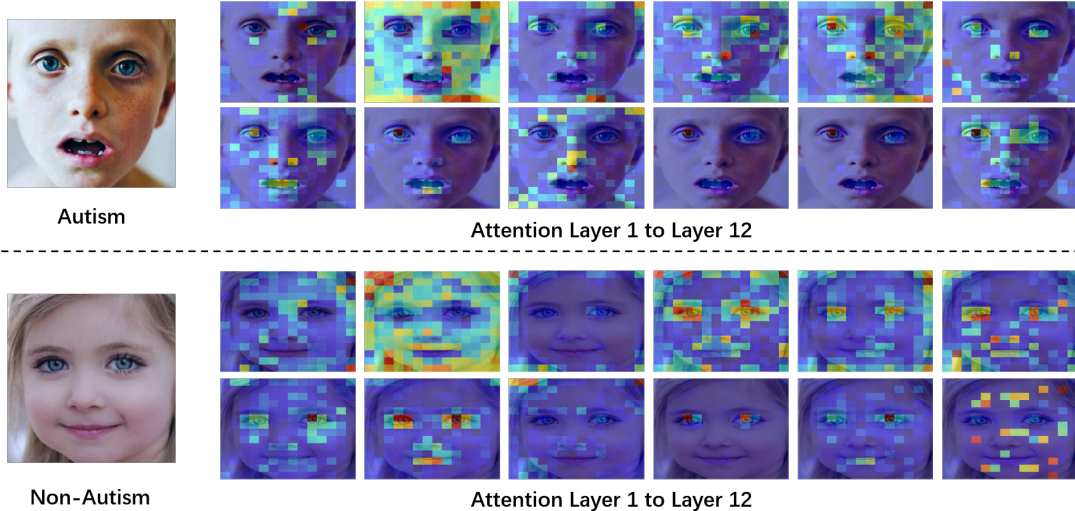 Autism
Attention Layer 1 to Layer 12
Non-Autism
Attention Layer 1 to Layer 12